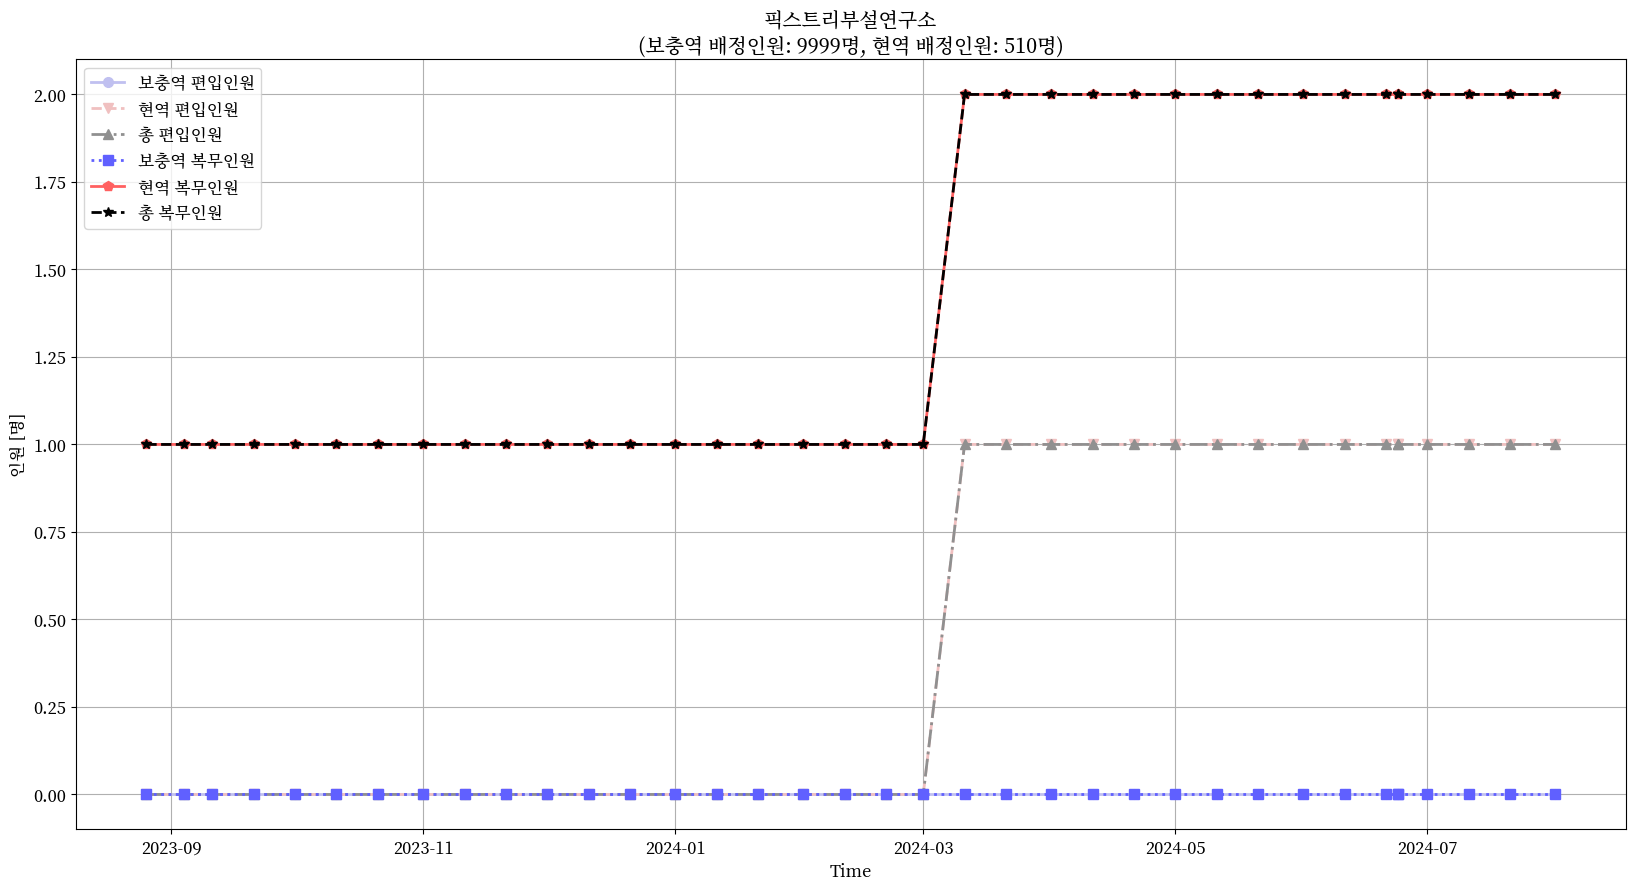 픽스트리부설연구소
(보충역 배정인원: 9999명, 현역 배정인원: 510명)
보충역 편입인원
현역 편입인원
총 편입인원
보충역 복무인원
현역 복무인원
총 복무인원
인원 [명]
2.00
1.75
1.50
1.25
1.00
0.75
0.50
0.25
0.00
2023-09
2023-11
2024-01
2024-03
2024-05
2024-07
Time